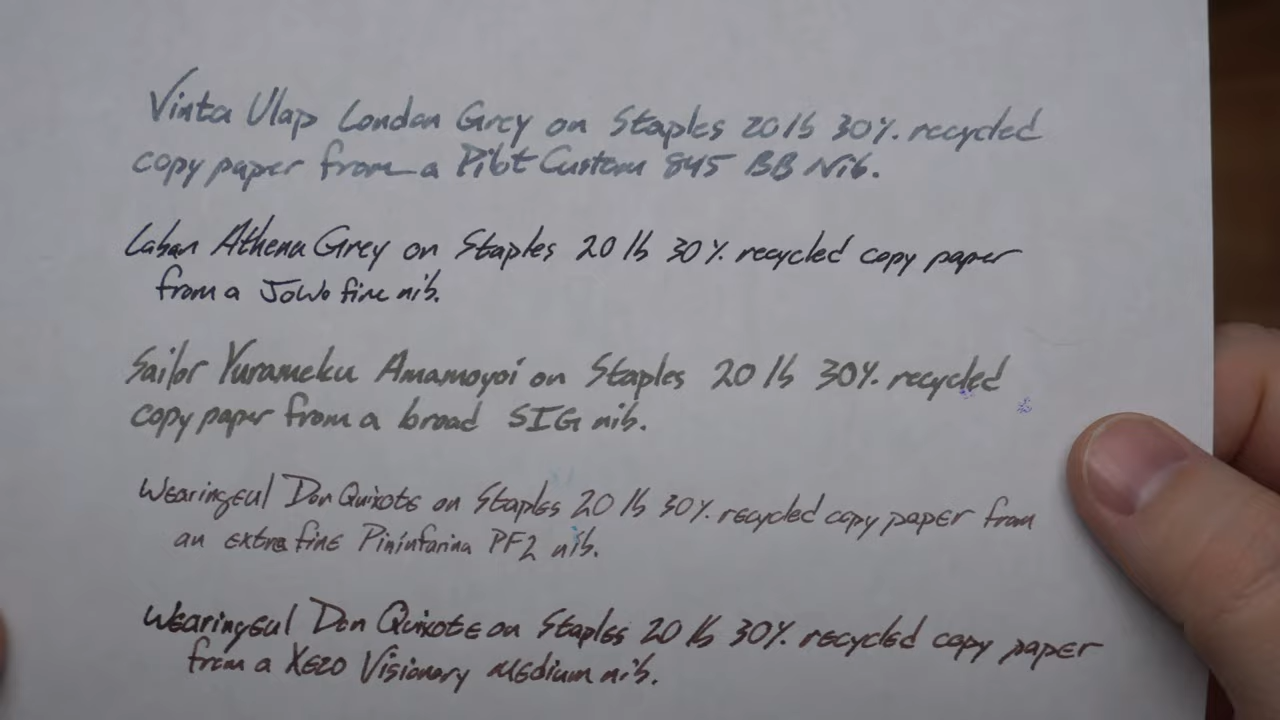 Vinta Ulap London Grey on Staples 20 lb 30% recycled
copy paper from a Pilot Custom 845 BB Nib.
Laban Athena Grey on Staples 20 lb 30% recycled copy paper
from a JoWo fine nib.
Sailor Yurameku Amamoyoi on Staples 20 lb 30% recycled
copy paper from a broad SIG nib.
Wearingeul Don Quixote on Staples 20 lb 30% recycled copy paper from
an extra fine Pininfarina PF2 nib.
Wearingeul Don Quixote on Staples 20 lb 30% recycled copy paper
from a Xezo Visionary medium nib.